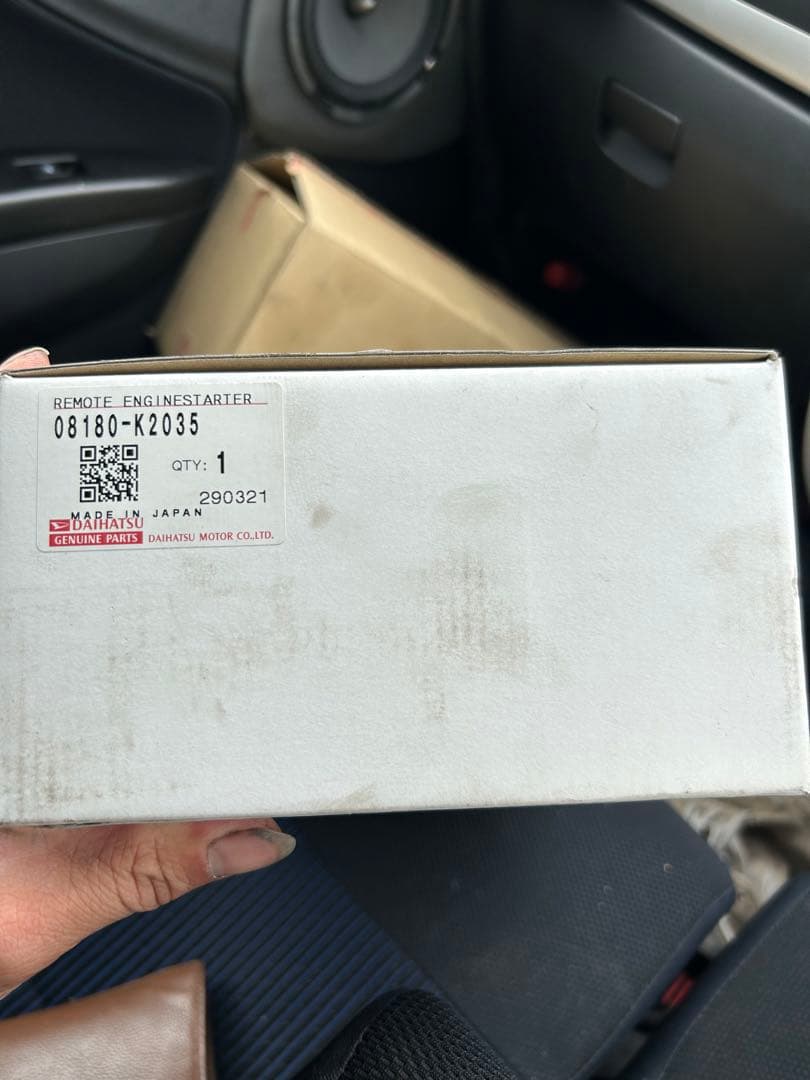 REMOTE ENGINESTARTER
08180-K2035
QTY: 1
290321
MADE IN JAPAN
DAIHATSU
GENUINE PARTS DAIHATSU MOTOR CO.,LTD.